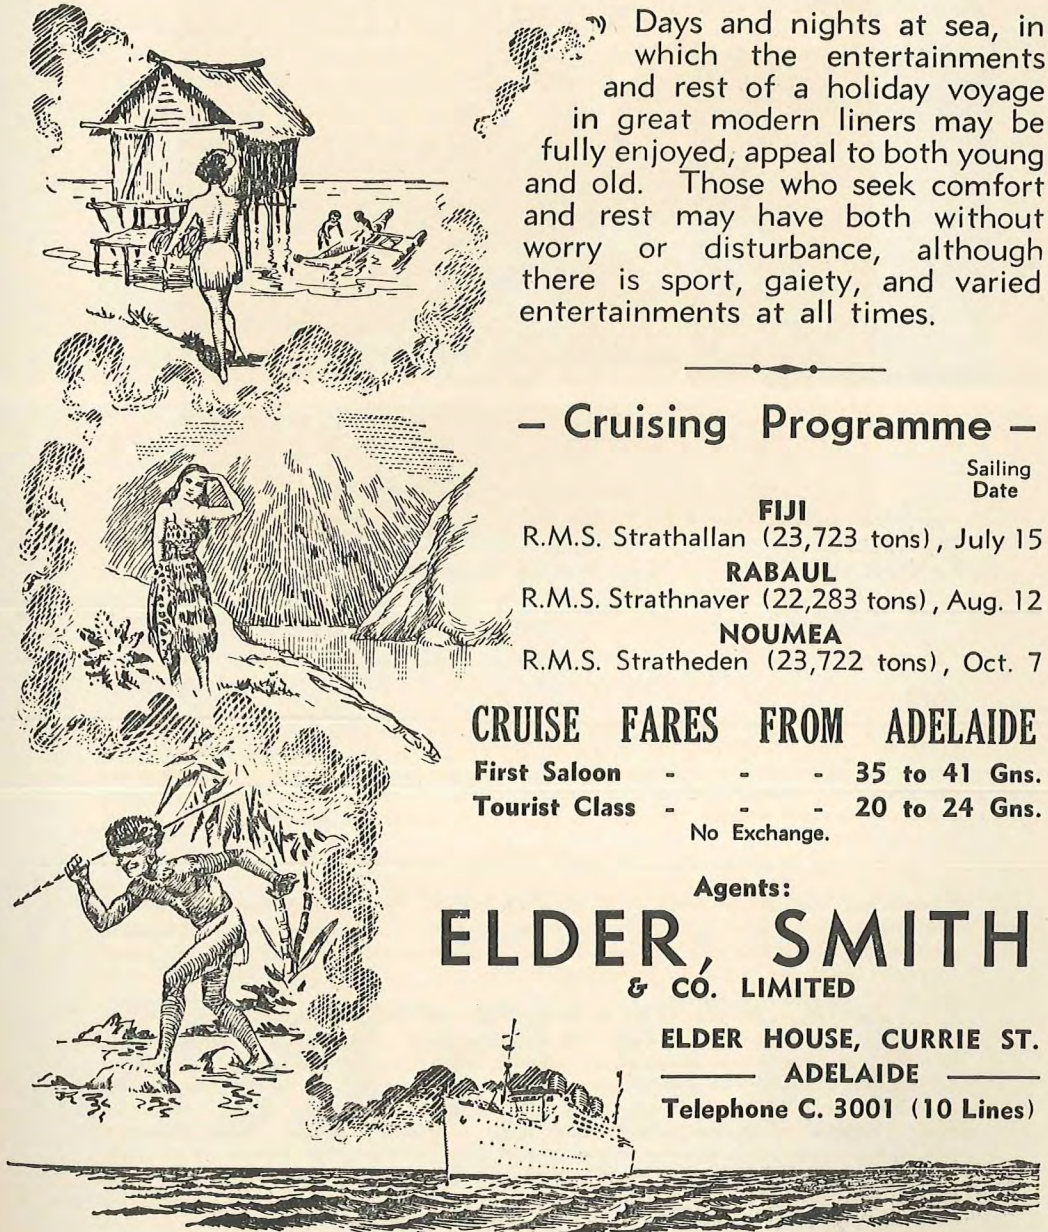 Days and nights at sea, in
which the entertainments
and rest of a holiday voyage
in great modern liners may be
fully enjoyed, appeal to both young
and old. Those who seek comfort
and rest may have both without
worry or disturbance, although
there is sport, gaiety, and varied
entertainments at all times.
– Cruising Programme –
Sailing
Date
FIJI
R.M.S. Strathallan (23,723 tons), July 15
RABAUL
R.M.S. Strathnaver (22,283 tons), Aug. 12
NOUMEA
R.M.S. Stratheden (23,722 tons), Oct. 7
CRUISE FARES FROM ADELAIDE
First Saloon - - - 35 to 41 Gns.
Tourist Class - - - 20 to 24 Gns.
No Exchange.
Agents:
ELDER, SMITH
& CO. LIMITED
ELDER HOUSE, CURRIE ST.
ADELAIDE
Telephone C. 3001 (10 Lines)